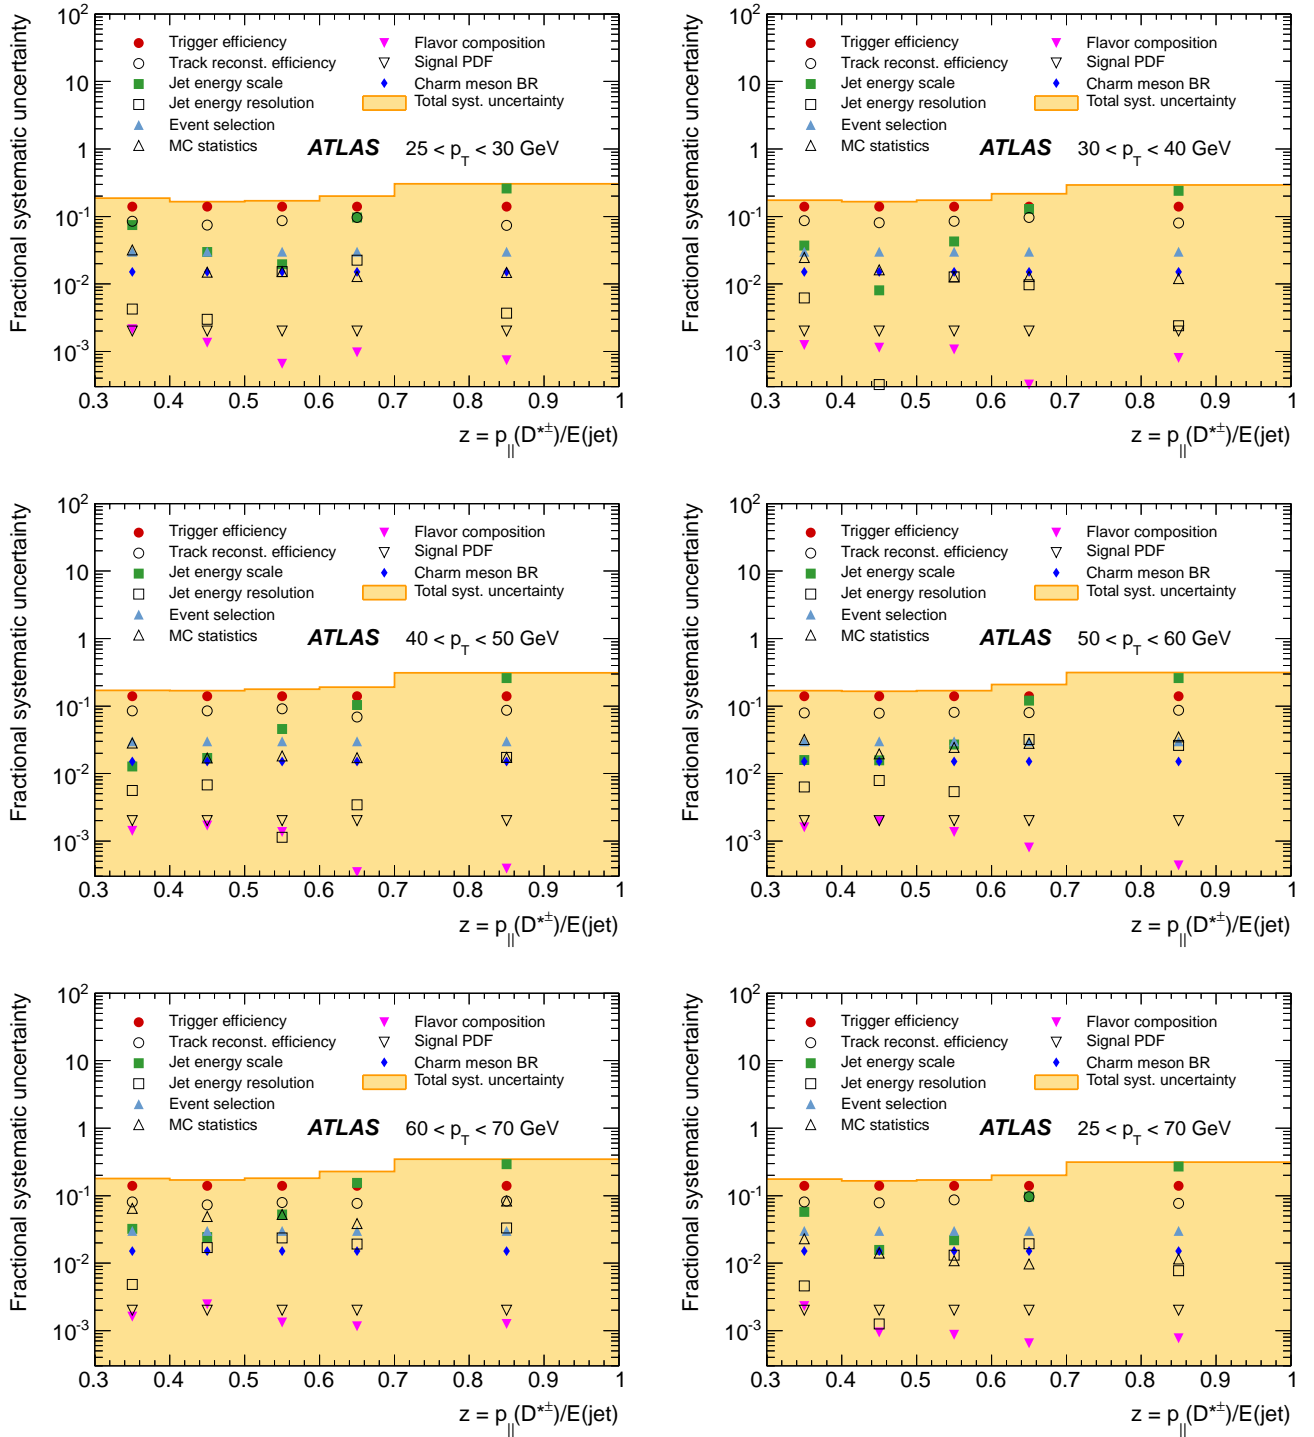 Fractional systematic uncertainty
10^2
10
1
10^-1
10^-2
10^-3
Trigger efficiency
Track reconst. efficiency
Jet energy scale
Jet energy resolution
Event selection
MC statistics
Flavor composition
Signal PDF
Charm meson BR
Total syst. uncertainty
ATLAS 25 < p_T < 30 GeV
0.3 0.4 0.5 0.6 0.7 0.8 0.9 1
z = p_||(D^*±)/E(jet)
Fractional systematic uncertainty
10^2
10
1
10^-1
10^-2
10^-3
Trigger efficiency
Track reconst. efficiency
Jet energy scale
Jet energy resolution
Event selection
MC statistics
Flavor composition
Signal PDF
Charm meson BR
Total syst. uncertainty
ATLAS 30 < p_T < 40 GeV
0.3 0.4 0.5 0.6 0.7 0.8 0.9 1
z = p_||(D^*±)/E(jet)
Fractional systematic uncertainty
10^2
10
1
10^-1
10^-2
10^-3
Trigger efficiency
Track reconst. efficiency
Jet energy scale
Jet energy resolution
Event selection
MC statistics
Flavor composition
Signal PDF
Charm meson BR
Total syst. uncertainty
ATLAS 40 < p_T < 50 GeV
0.3 0.4 0.5 0.6 0.7 0.8 0.9 1
z = p_||(D^*±)/E(jet)
Fractional systematic uncertainty
10^2
10
1
10^-1
10^-2
10^-3
Trigger efficiency
Track reconst. efficiency
Jet energy scale
Jet energy resolution
Event selection
MC statistics
Flavor composition
Signal PDF
Charm meson BR
Total syst. uncertainty
ATLAS 50 < p_T < 60 GeV
0.3 0.4 0.5 0.6 0.7 0.8 0.9 1
z = p_||(D^*±)/E(jet)
Fractional systematic uncertainty
10^2
10
1
10^-1
10^-2
10^-3
Trigger efficiency
Track reconst. efficiency
Jet energy scale
Jet energy resolution
Event selection
MC statistics
Flavor composition
Signal PDF
Charm meson BR
Total syst. uncertainty
ATLAS 60 < p_T < 70 GeV
0.3 0.4 0.5 0.6 0.7 0.8 0.9 1
z = p_||(D^*±)/E(jet)
Fractional systematic uncertainty
10^2
10
1
10^-1
10^-2
10^-3
Trigger efficiency
Track reconst. efficiency
Jet energy scale
Jet energy resolution
Event selection
MC statistics
Flavor composition
Signal PDF
Charm meson BR
Total syst. uncertainty
ATLAS 25 < p_T < 70 GeV
0.3 0.4 0.5 0.6 0.7 0.8 0.9 1
z = p_||(D^*±)/E(jet)